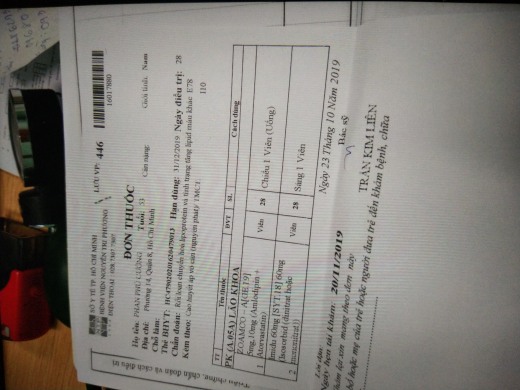 SỞ Y TẾ TP. HỒ CHÍ MINH
BỆNH VIỆN NGUYỄN TRI PHƯƠNG
ĐIỆN THOẠI : 028.7307.7807
LƯU VP: 446
16017880
ĐƠN THUỐC
Họ tên: PHAN PHÚ CƯỜNG Tuổi: 53 Cân nặng: Giới tính: Nam
Địa chỉ: Phường 14, Quận 8, Hồ Chí Minh
Chỗ làm:
Thẻ BHYT: HC479020201620479013 Hạn dùng: 31/12/2019 Ngày điều trị: 28
Chẩn đoán: Rối loạn chuyển hóa lipoprotein và tình trạng tăng lipid máu khác E78
Kèm theo: Cao huyết áp vô căn (nguyên phát) TMCT I10
TT Tên thuốc ĐVT SL Cách dùng
PK (A.05A) LÃO KHOA
1 ZOAMCO - A[GE.19] 5mg,10mg (Amlodipin + Atorvastatin) Viên 28 Chiều 1 Viên (Uống)
2 Imidu 60mg [SYT.18] 60mg (Isosorbid (dinitrat hoặc mononitrat)) Viên 28 Sáng 1 Viên
Ngày 23 Tháng 10 Năm 2019
Lời dặn:
Bác sỹ
Ngày hẹn tái khám: 20/11/2019
khám lại xin mang theo đơn này
TRẦN KIM LIÊN
bố hoặc mẹ của trẻ hoặc người đưa trẻ đến khám bệnh, chữa
chẩn đoán và cách điều trị